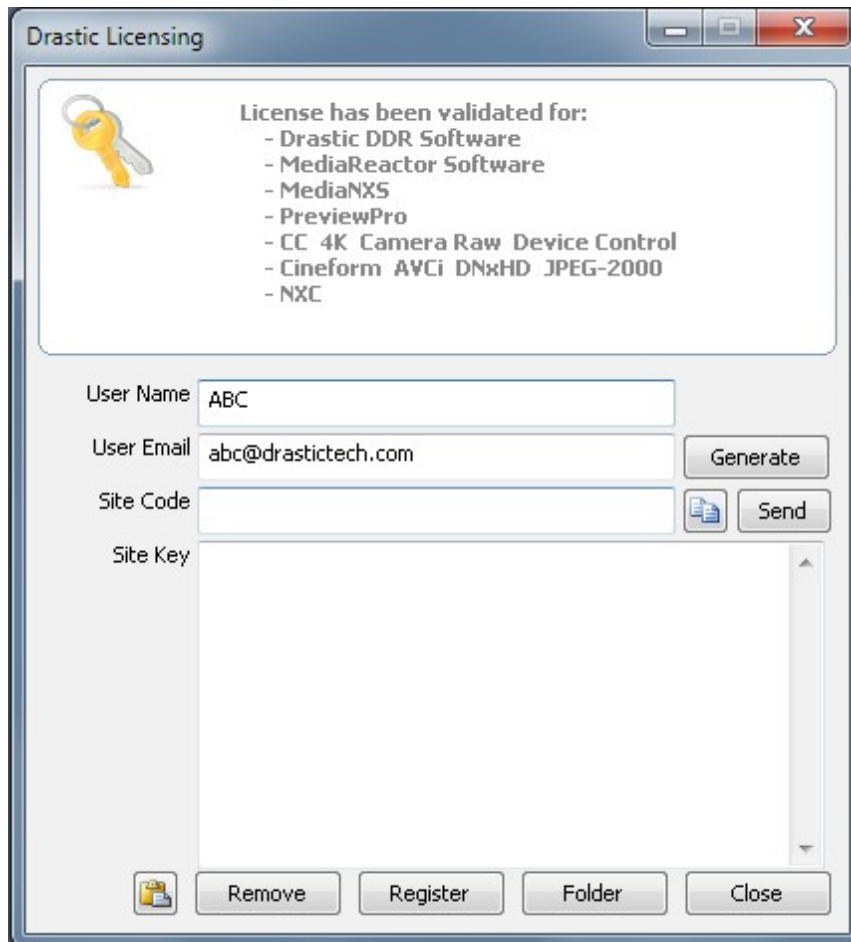 Drastic Licensing
License has been validated for:
- Drastic DDR Software
- MediaReactor Software
- MediaNXS
- PreviewPro
- CC 4K Camera Raw Device Control
- Cineform AVCi DNxHD JPEG-2000
- NXC
User Name ABC
User Email abc@drastictech.com Generate
Site Code Send
Site Key
Remove Register Folder Close